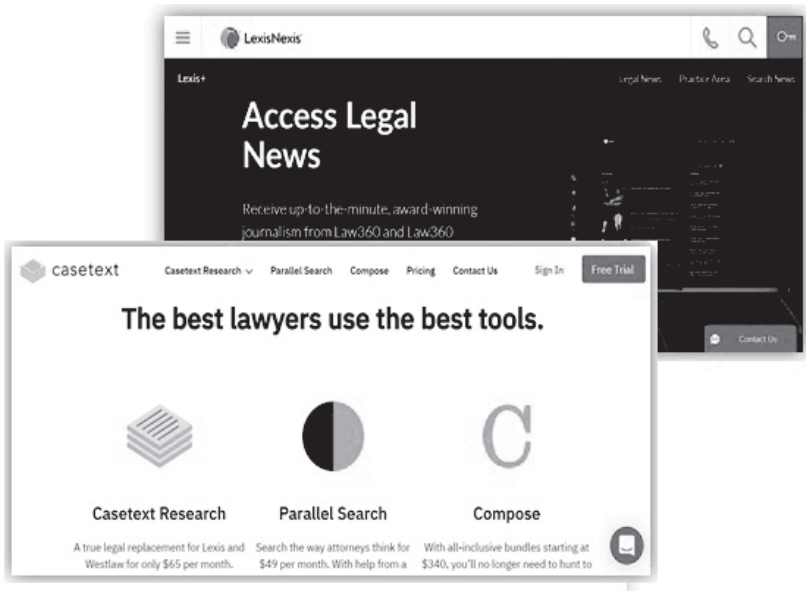 LexisNexis
Lexis+
Legal News Practice Area Search News
Access Legal
News
Receive up-to-the-minute, award-winning
journalism from Law360 and Law360
Contact Us
casetext
Casetext Research Parallel Search Compose Pricing Contact Us Sign In Free Trial
The best lawyers use the best tools.
C
Casetext Research
Parallel Search
Compose
A true legal replacement for Lexis and
Westlaw for only $65 per month.
Search the way attorneys think for
$49 per month. With help from a
With all-inclusive bundles starting at
$340, you'll no longer need to hunt to